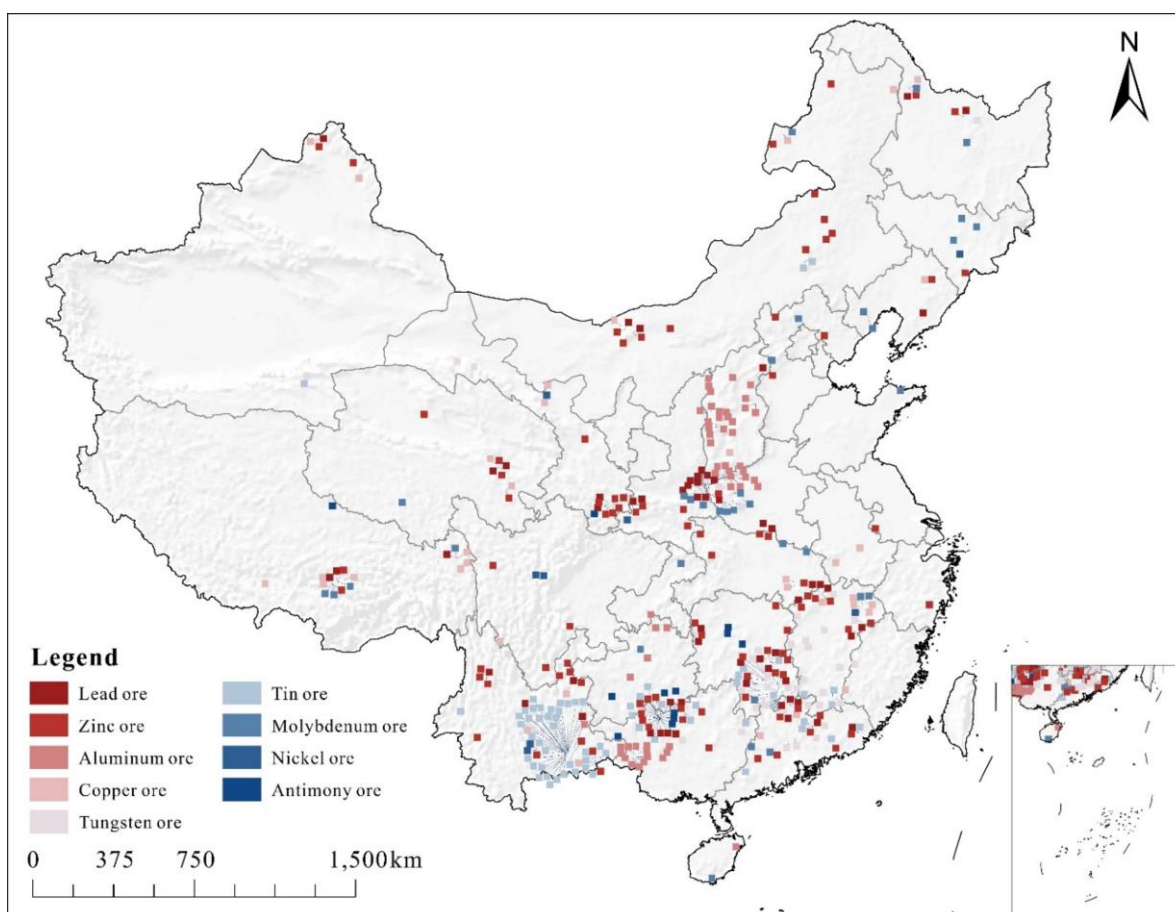 N
Legend
Lead ore
Zinc ore
Aluminum ore
Copper ore
Tungsten ore
Tin ore
Molybdenum ore
Nickel ore
Antimony ore
0 375 750 1,500km